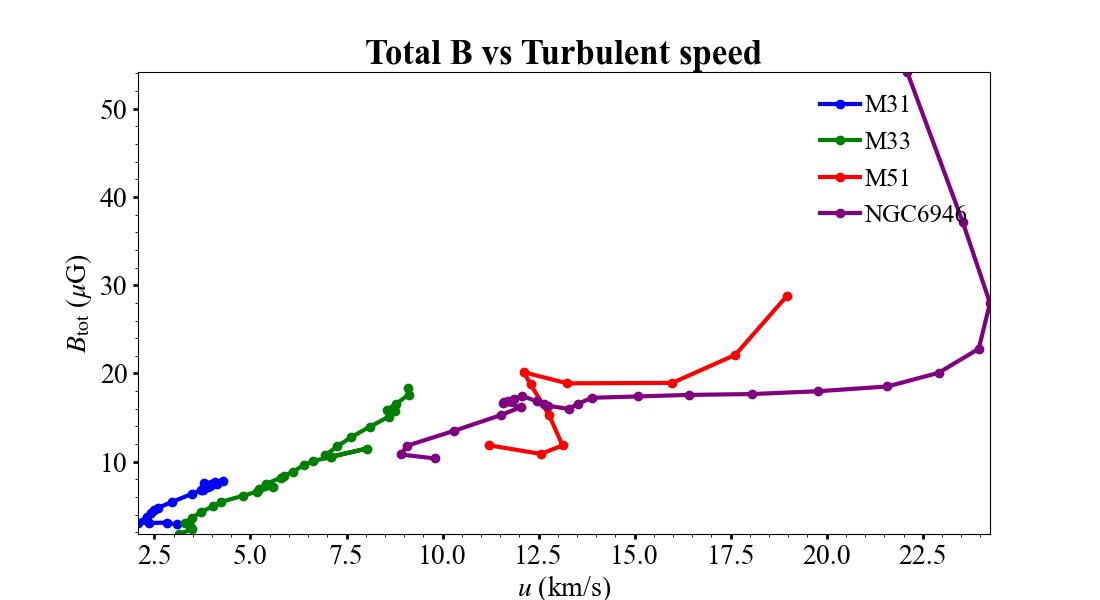 Total B vs Turbulent speed
50
40
30
20
10
B_tot (μG)
M31
M33
M51
NGC6946
2.5 5.0 7.5 10.0 12.5 15.0 17.5 20.0 22.5
u (km/s)